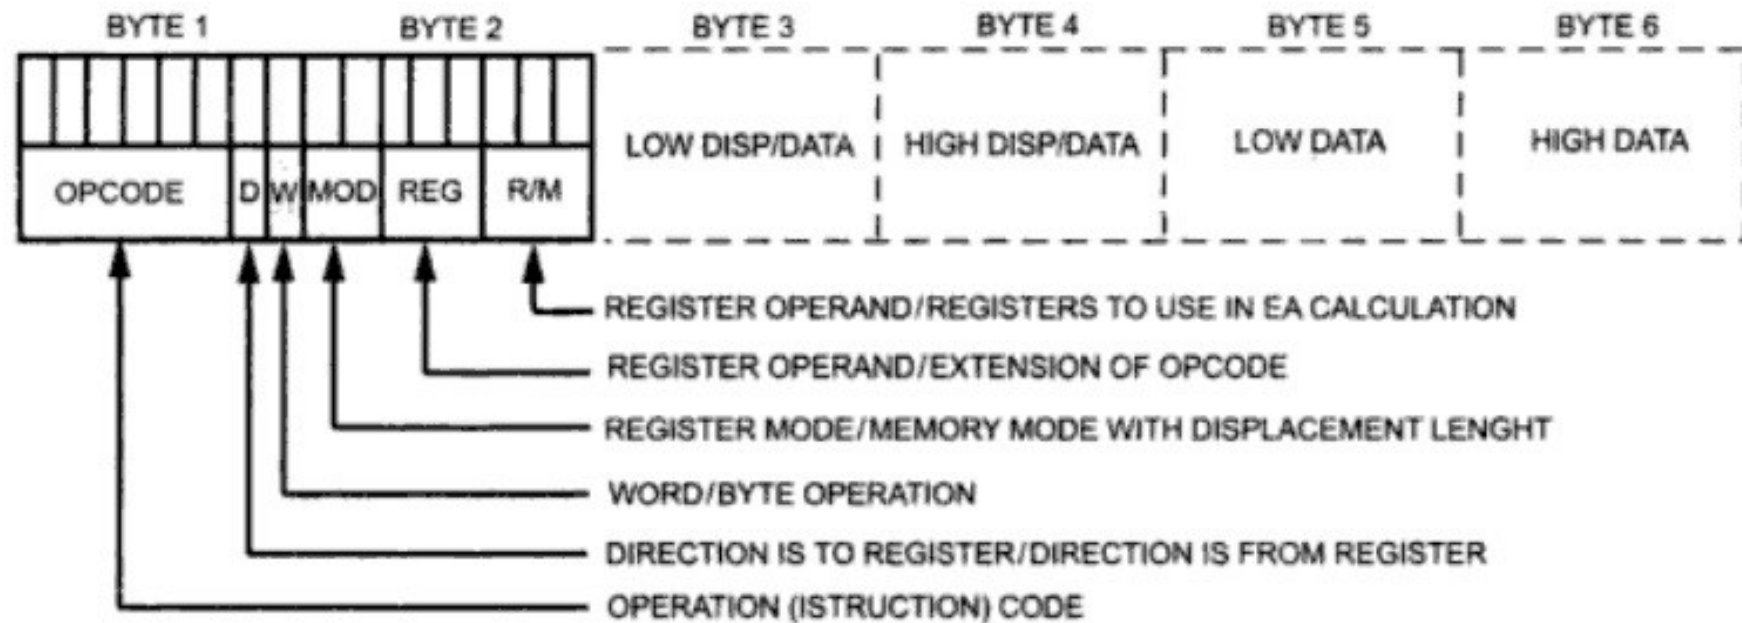 BYTE 1 BYTE 2 BYTE 3 BYTE 4 BYTE 5 BYTE 6
LOW DISP/DATA HIGH DISP/DATA LOW DATA HIGH DATA
OPCODE D W MOD REG R/M
REGISTER OPERAND/REGISTERS TO USE IN EA CALCULATION
REGISTER OPERAND/EXTENSION OF OPCODE
REGISTER MODE/MEMORY MODE WITH DISPLACEMENT LENGHT
WORD/BYTE OPERATION
DIRECTION IS TO REGISTER/DIRECTION IS FROM REGISTER
OPERATION (ISTRUCTION) CODE